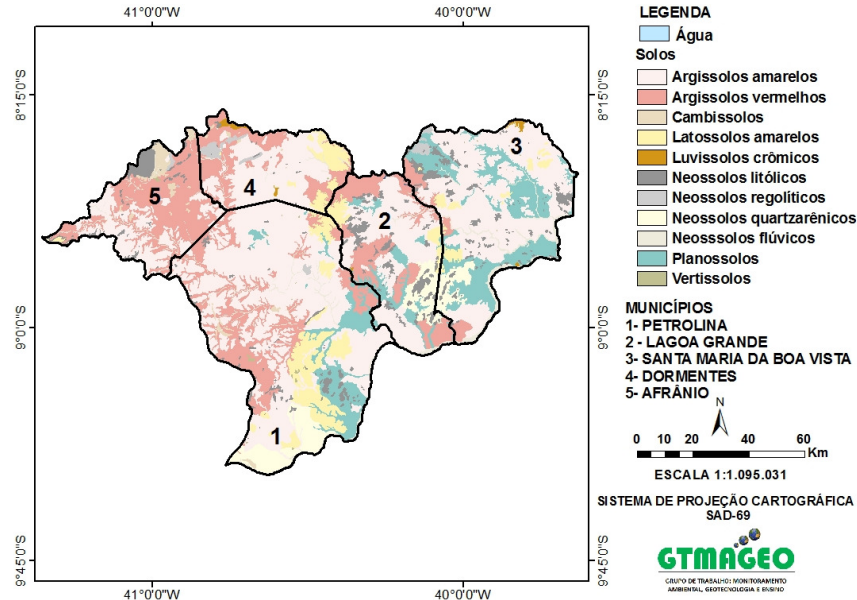 41°0'0"W
40°0'0"W
8°15'0"S
9°0'0"S
9°45'0"S
8°15'0"S
9°0'0"S
9°45'0"S
41°0'0"W
40°0'0"W
1
2
3
4
5
LEGENDA
Água
Solos
Argissolos amarelos
Argissolos vermelhos
Cambissolos
Latossolos amarelos
Luvissolos crômicos
Neossolos litólicos
Neossolos regolíticos
Neossolos quartzarênicos
Neosssolos flúvicos
Planossolos
Vertissolos
MUNICÍPIOS
1- PETROLINA
2 - LAGOA GRANDE
3- SANTA MARIA DA BOA VISTA
4- DORMENTES
5- AFRÂNIO
N
0 10 20 40 60
Km
ESCALA 1:1.095.031
SISTEMA DE PROJEÇÃO CARTOGRÁFICA
SAD-69
GTMAGEO
GRUPO DE TRABALHO: MONITORAMENTO
AMBIENTAL, GEOTECNOLOGIA E ENSINO